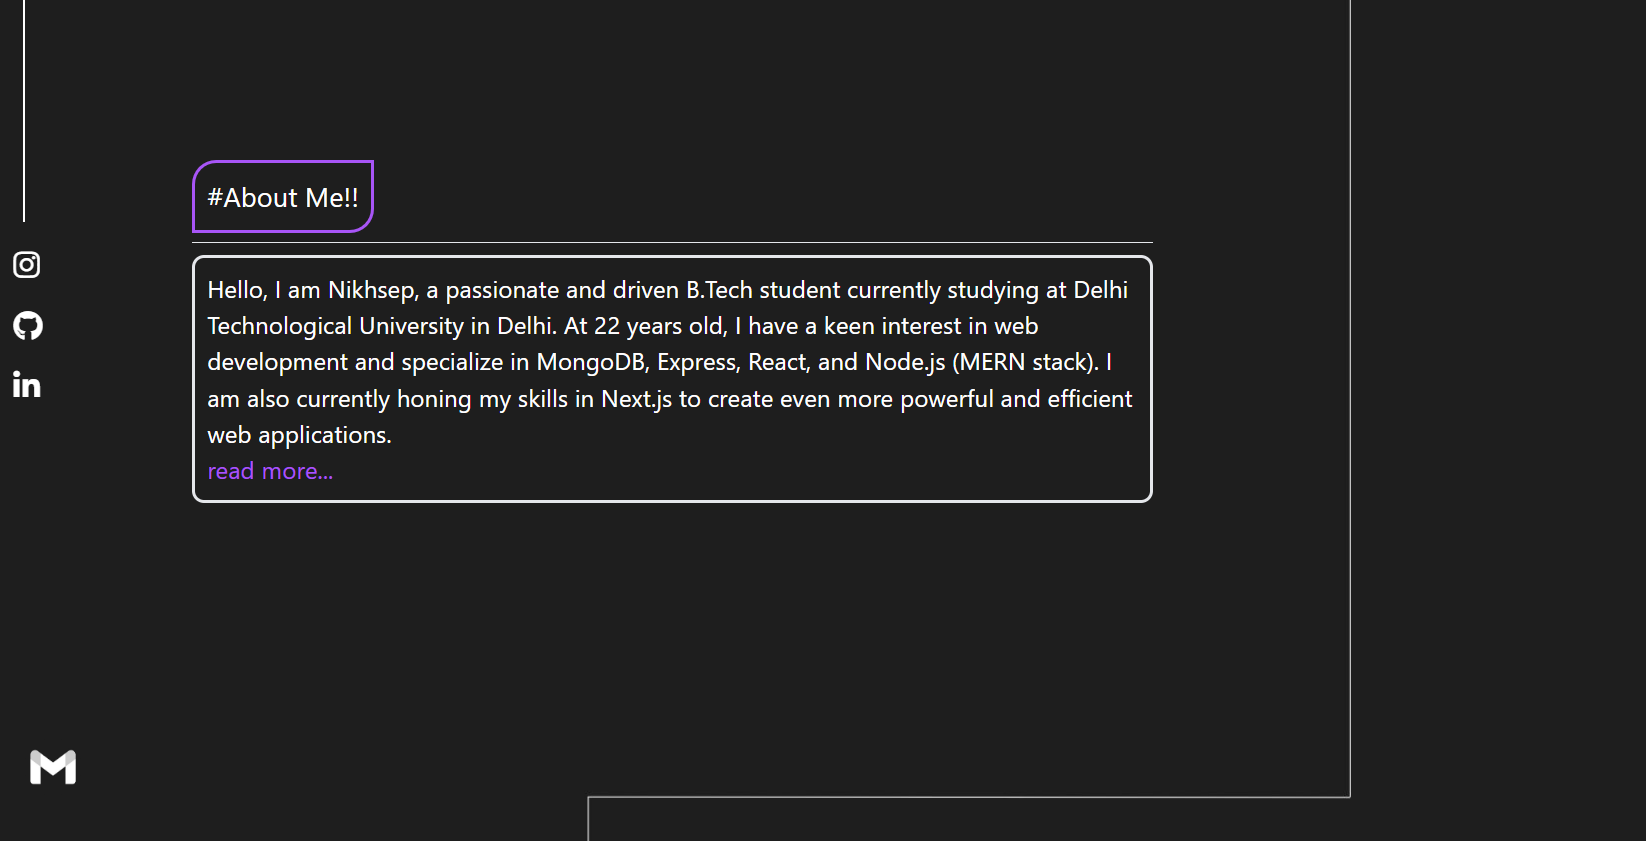 #About Me!!
Hello, I am Nikhsep, a passionate and driven B.Tech student currently studying at Delhi
Technological University in Delhi. At 22 years old, I have a keen interest in web
development and specialize in MongoDB, Express, React, and Node.js (MERN stack). I
am also currently honing my skills in Next.js to create even more powerful and efficient
web applications.
read more...